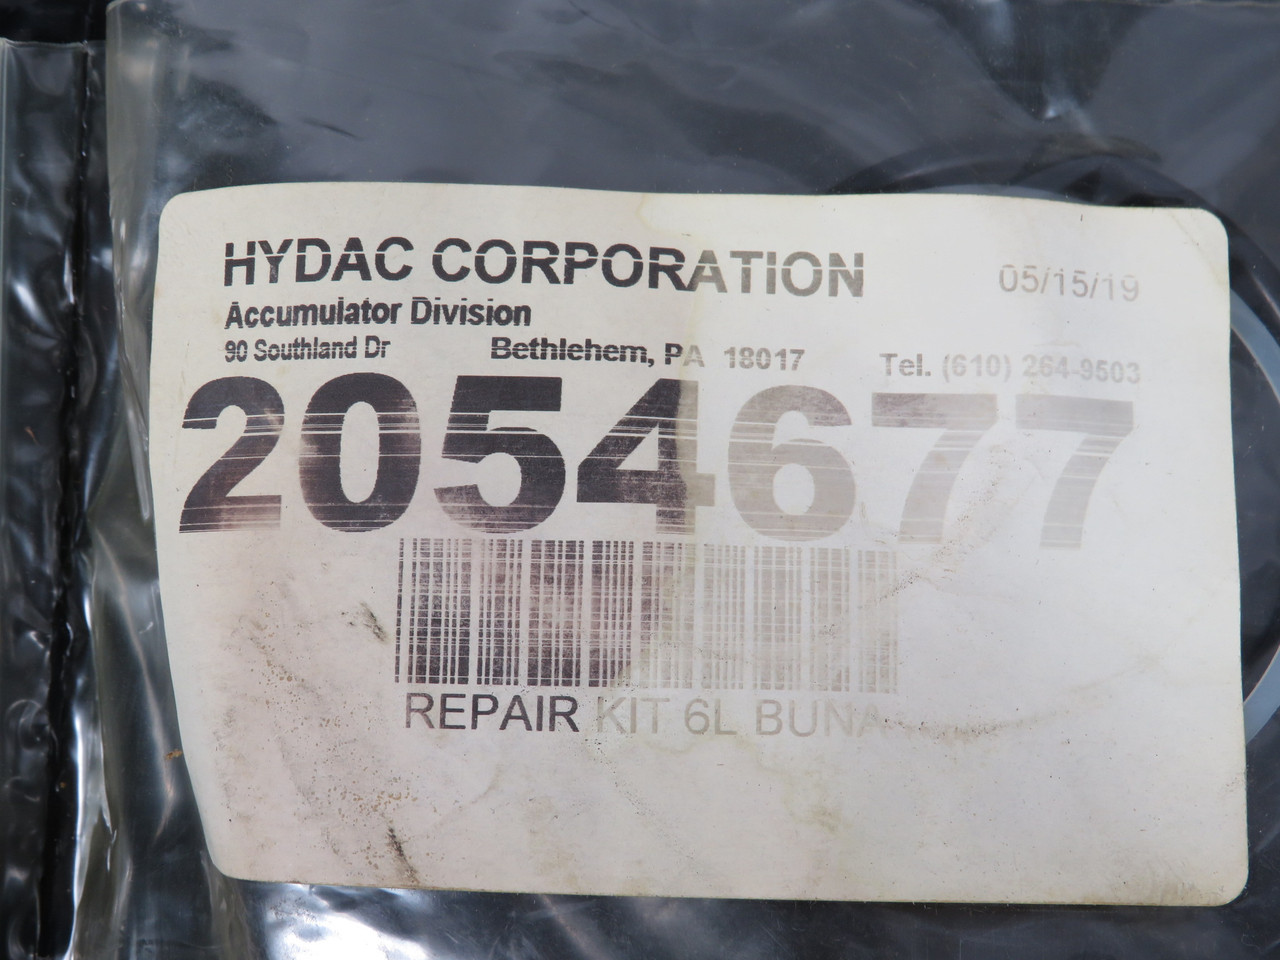 HYDAC CORPORATION 05/15/19
Accumulator Division
90 Southland Dr Bethlehem, PA 18017 Tel. (610) 264-9503
2054677
REPAIR KIT 6L BUNA